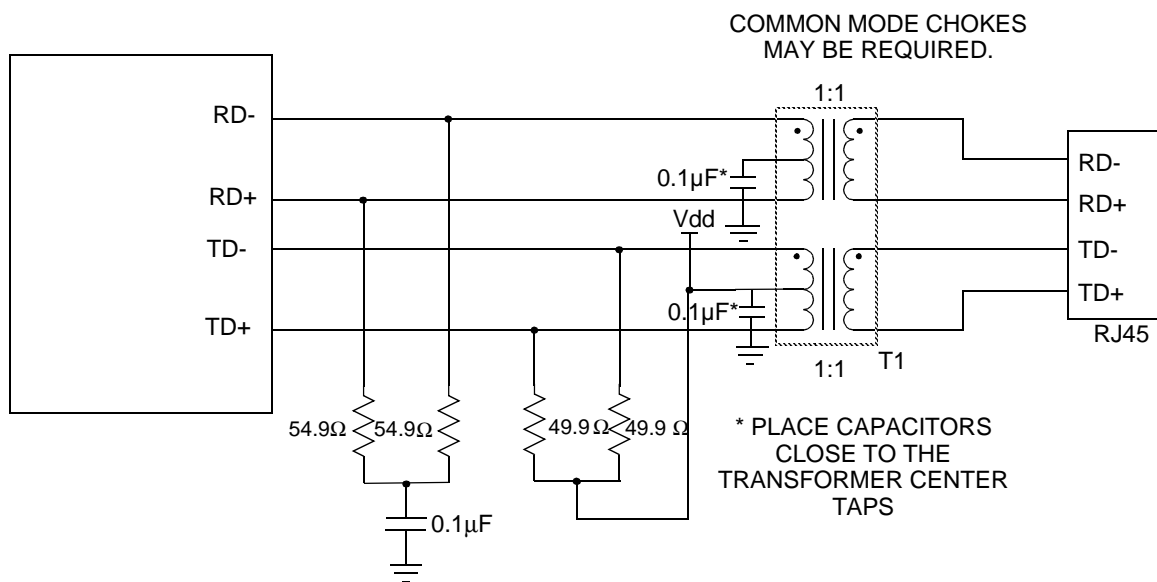 COMMON MODE CHOKES
MAY BE REQUIRED.
1:1
RD-
RD-
0.1µF*
RD+
RD+
Vdd
TD-
TD-
0.1µF*
TD+
TD+
RJ45
1:1
T1
54.9Ω
54.9Ω
49.9 Ω
49.9 Ω
* PLACE CAPACITORS
CLOSE TO THE
TRANSFORMER CENTER
TAPS
0.1µF